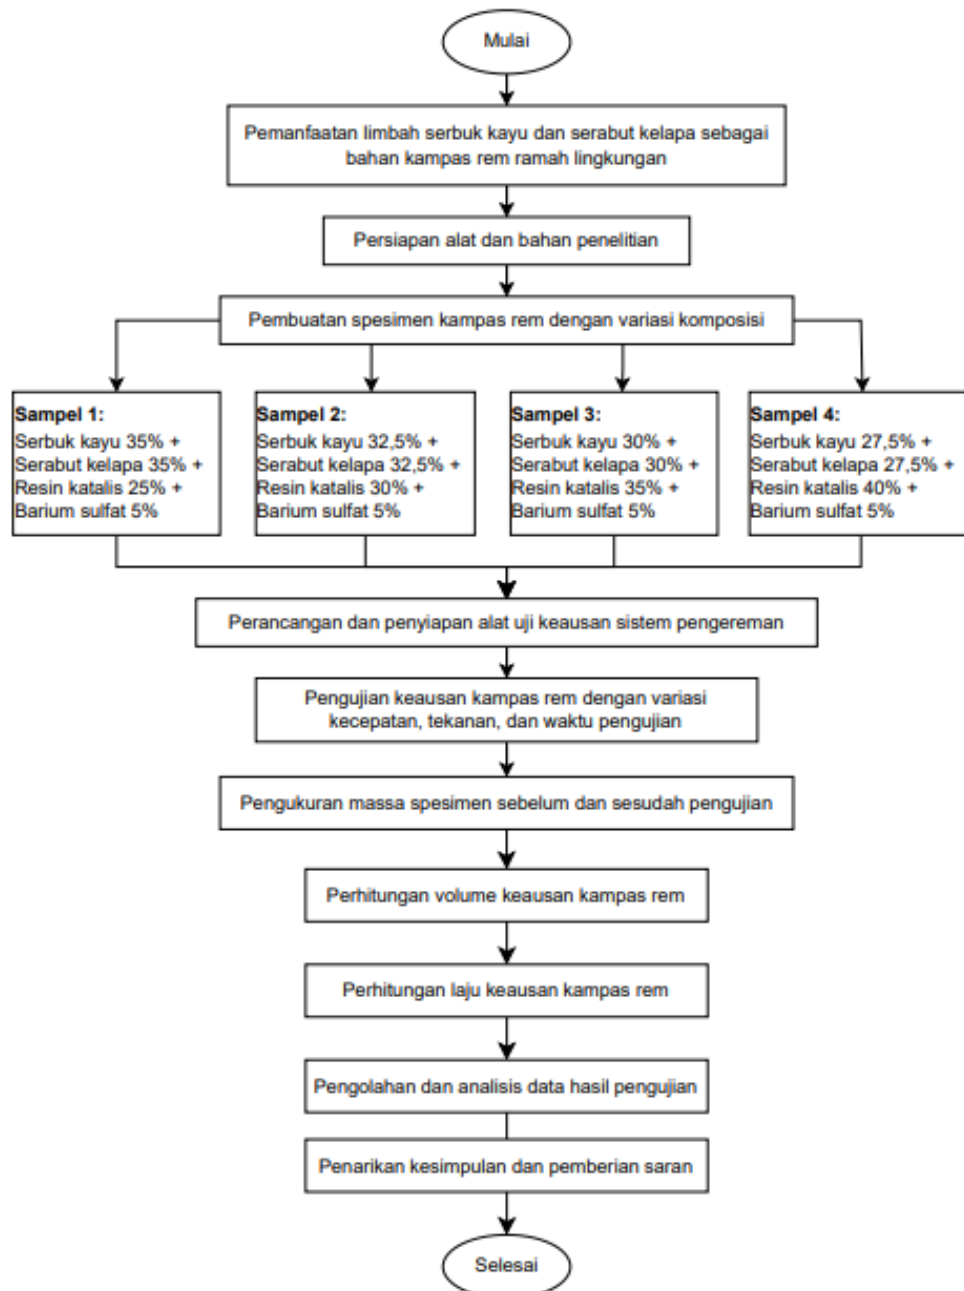 Mulai
Pemanfaatan limbah serbuk kayu dan serabut kelapa sebagai
bahan kampas rem ramah lingkungan
Persiapan alat dan bahan penelitian
Pembuatan spesimen kampas rem dengan variasi komposisi
Sampel 1:
Serbuk kayu 35% +
Serabut kelapa 35% +
Resin katalis 25% +
Barium sulfat 5%
Sampel 2:
Serbuk kayu 32,5% +
Serabut kelapa 32,5% +
Resin katalis 30% +
Barium sulfat 5%
Sampel 3:
Serbuk kayu 30% +
Serabut kelapa 30% +
Resin katalis 35% +
Barium sulfat 5%
Sampel 4:
Serbuk kayu 27,5% +
Serabut kelapa 27,5% +
Resin katalis 40% +
Barium sulfat 5%
Perancangan dan penyiapan alat uji keausan sistem pengereman
Pengujian keausan kampas rem dengan variasi
kecepatan, tekanan, dan waktu pengujian
Pengukuran massa spesimen sebelum dan sesudah pengujian
Perhitungan volume keausan kampas rem
Perhitungan laju keausan kampas rem
Pengolahan dan analisis data hasil pengujian
Penarikan kesimpulan dan pemberian saran
Selesai